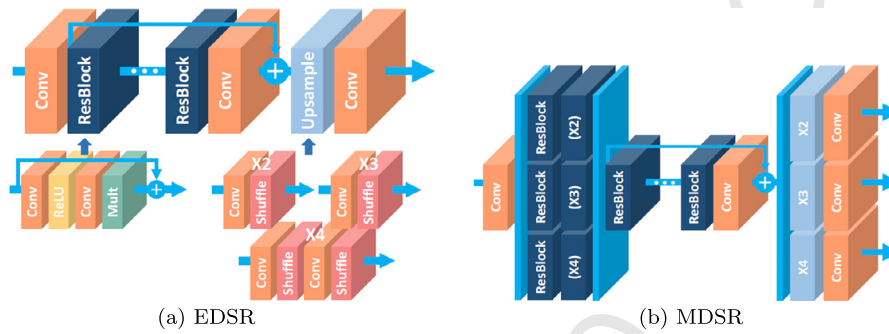 Conv
ResBlock
ResBlock
Conv
+
Upsample
Conv
Conv
ReLU
Conv
Mult
+
X2
Conv
Shuffle
X3
Conv
Shuffle
X4
Conv
Shuffle
Conv
Shuffle
(a) EDSR
Conv
ResBlock
(X2)
ResBlock
(X3)
ResBlock
(X4)
ResBlock
ResBlock
Conv
+
X2
Conv
X3
Conv
X4
Conv
(b) MDSR